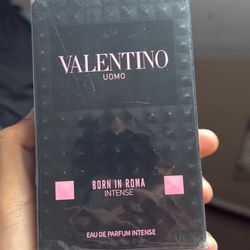 VALENTINO
UOMO
BORN IN ROMA
INTENSE
EAU DE PARFUM INTENSE